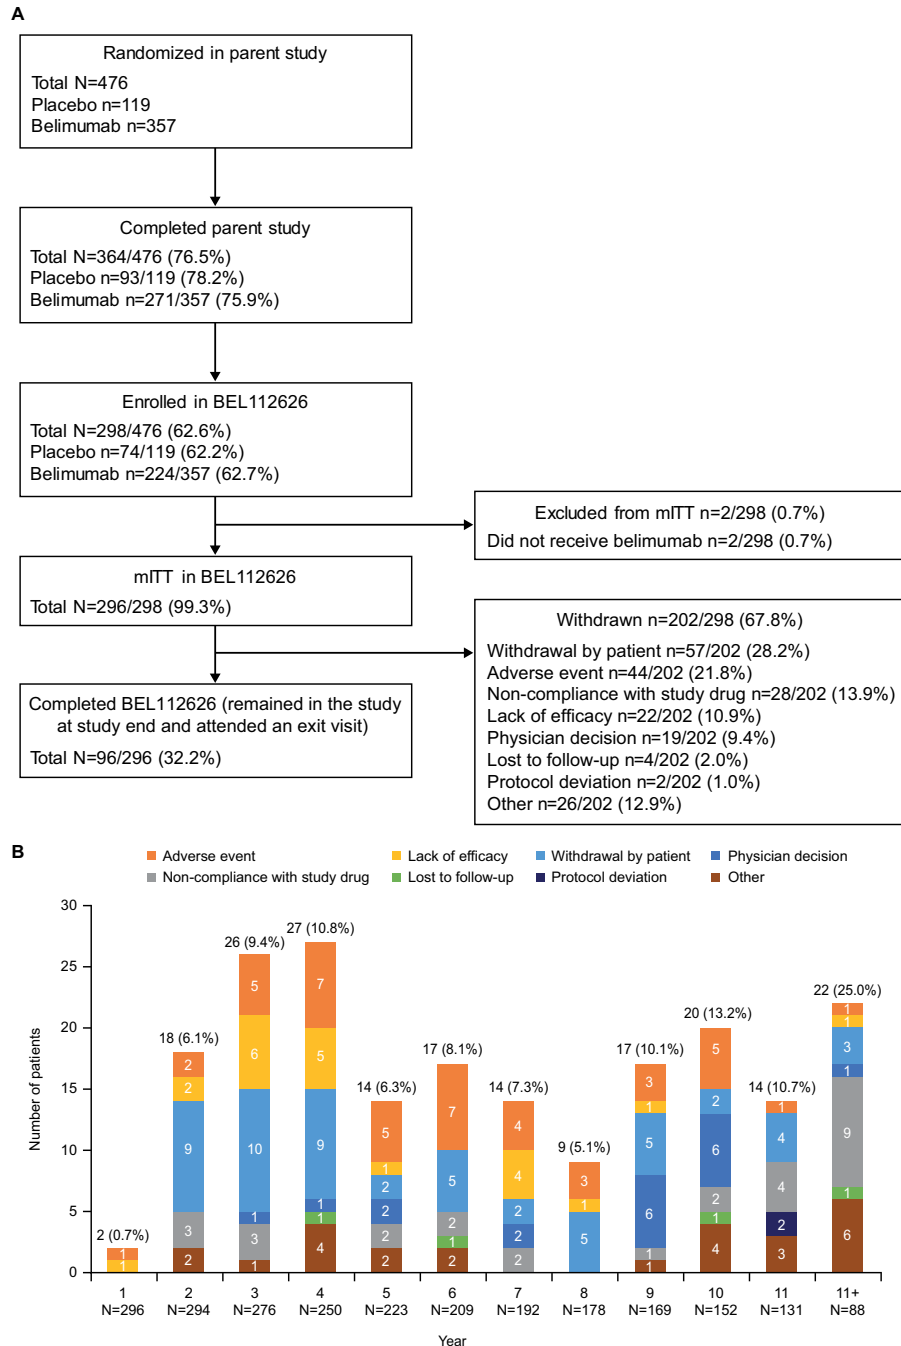 A
Randomized in parent study
Total N=476
Placebo n=119
Belimumab n=357
Completed parent study
Total N=364/476 (76.5%)
Placebo n=93/119 (78.2%)
Belimumab n=271/357 (75.9%)
Enrolled in BEL112626
Total N=298/476 (62.6%)
Placebo n=74/119 (62.2%)
Belimumab n=224/357 (62.7%)
Excluded from mITT n=2/298 (0.7%)
Did not receive belimumab n=2/298 (0.7%)
mITT in BEL112626
Total N=296/298 (99.3%)
Withdrawn n=202/298 (67.8%)
Withdrawal by patient n=57/202 (28.2%)
Adverse event n=44/202 (21.8%)
Non-compliance with study drug n=28/202 (13.9%)
Lack of efficacy n=22/202 (10.9%)
Physician decision n=19/202 (9.4%)
Lost to follow-up n=4/202 (2.0%)
Protocol deviation n=2/202 (1.0%)
Other n=26/202 (12.9%)
Completed BEL112626 (remained in the study
at study end and attended an exit visit)
Total N=96/296 (32.2%)
B
Adverse event Lack of efficacy Withdrawal by patient Physician decision
Non-compliance with study drug Lost to follow-up Protocol deviation Other
Number of patients
30
25
20
15
10
5
0
2 (0.7%)
1
1
18 (6.1%)
2
2
9
3
2
26 (9.4%)
5
6
10
1
3
1
27 (10.8%)
7
5
9
1
1
4
14 (6.3%)
5
1
2
2
2
2
17 (8.1%)
7
5
2
1
2
14 (7.3%)
4
4
2
2
2
9 (5.1%)
3
1
5
17 (10.1%)
3
1
5
6
2
1
20 (13.2%)
5
2
6
2
1
4
14 (10.7%)
1
4
4
2
3
22 (25.0%)
1
1
3
1
9
1
6
1 2 3 4 5 6 7 8 9 10 11 11+
N=296 N=294 N=276 N=250 N=223 N=209 N=192 N=178 N=169 N=152 N=131 N=88
Year